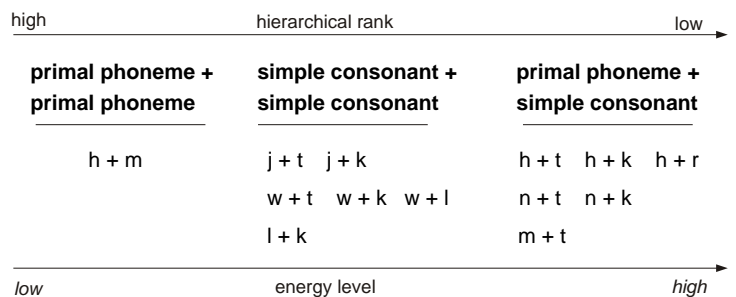 high hierarchical rank low
primal phoneme + simple consonant + primal phoneme +
primal phoneme simple consonant simple consonant
h + m j + t j + k h + t h + k h + r
w + t w + k w + l n + t n + k
l + k m + t
low energy level high